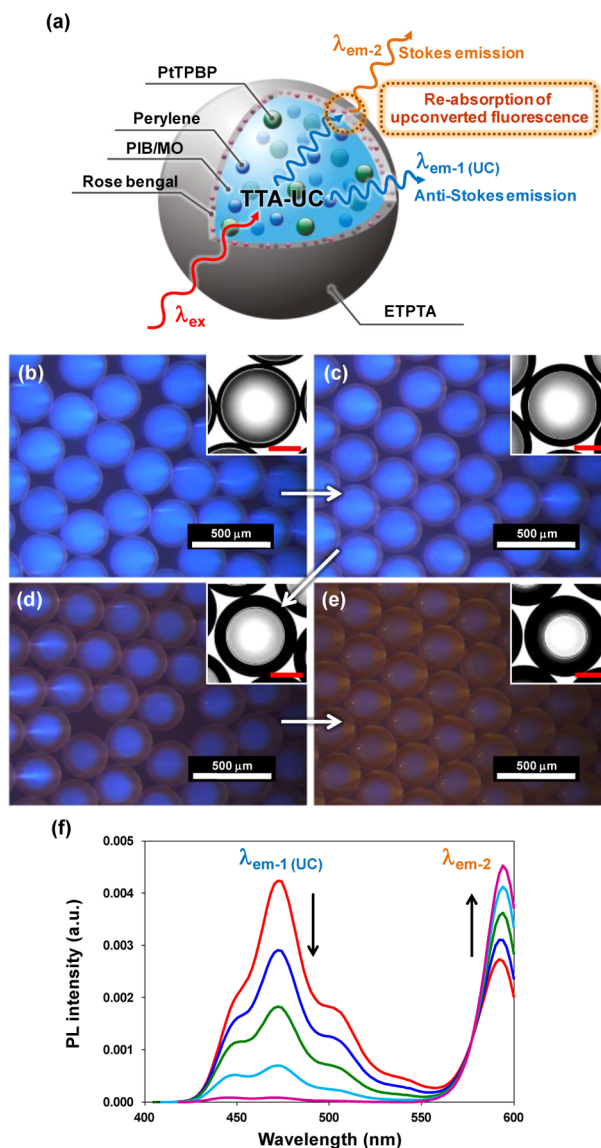 (a)
λem-2 Stokes emission
PtTPBP
Re-absorption of
upconverted fluorescence
Perylene
PIB/MO
λem-1 (UC)
Rose bengal
TTA-UC
Anti-Stokes emission
λex
ETPTA
(b)
500 μm
(c)
500 μm
(d)
500 μm
(e)
500 μm
(f)
0.005
0.004
0.003
0.002
0.001
0.000
PL intensity (a.u.)
λem-1 (UC)
λem-2
400
450
500
550
600
Wavelength (nm)